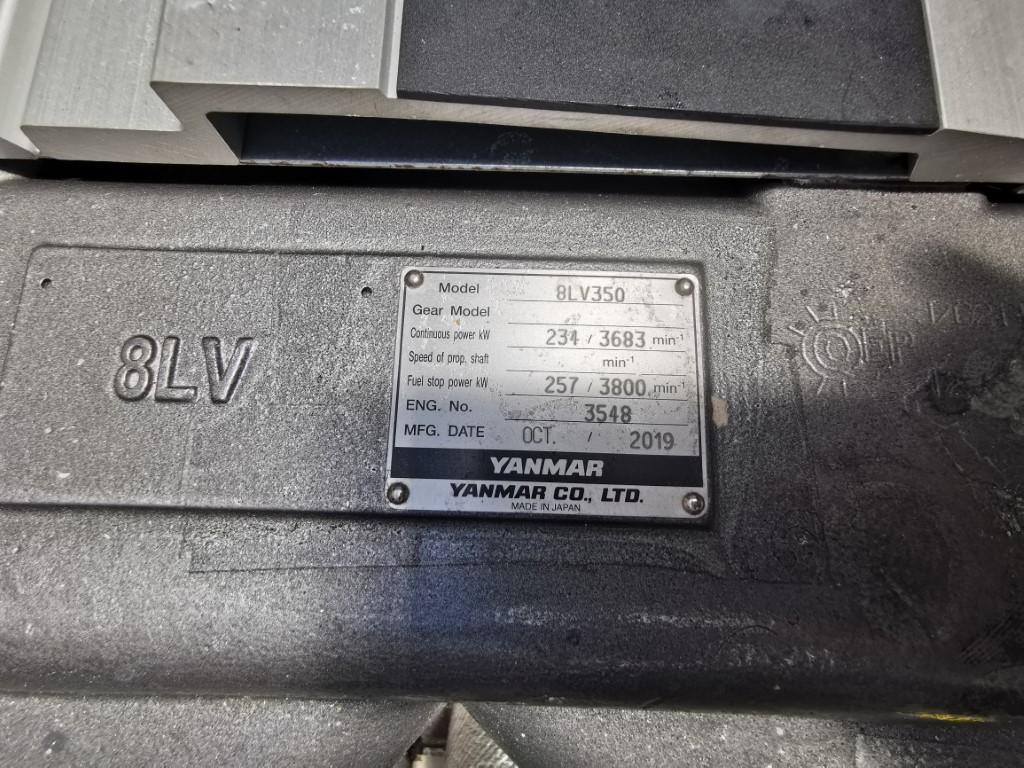 8LV
Model 8LV350
Gear Model
Continuous power kW 234 / 3683 min⁻¹
Speed of prop. shaft min⁻¹
Fuel stop power kW 257 / 3800 min⁻¹
ENG. No. 3548
MFG. DATE OCT. / 2019
YANMAR
YANMAR CO., LTD.
MADE IN JAPAN